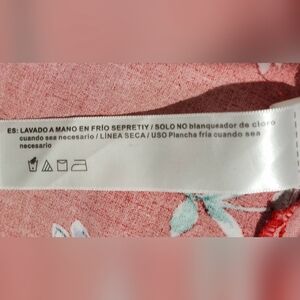 ES: LAVADO A MANO EN FRÍO SEPRETIY / SOLO NO blanqueador de cloro
cuando sea necesario / LÍNEA SECA / USO Plancha fría cuando sea
necesario